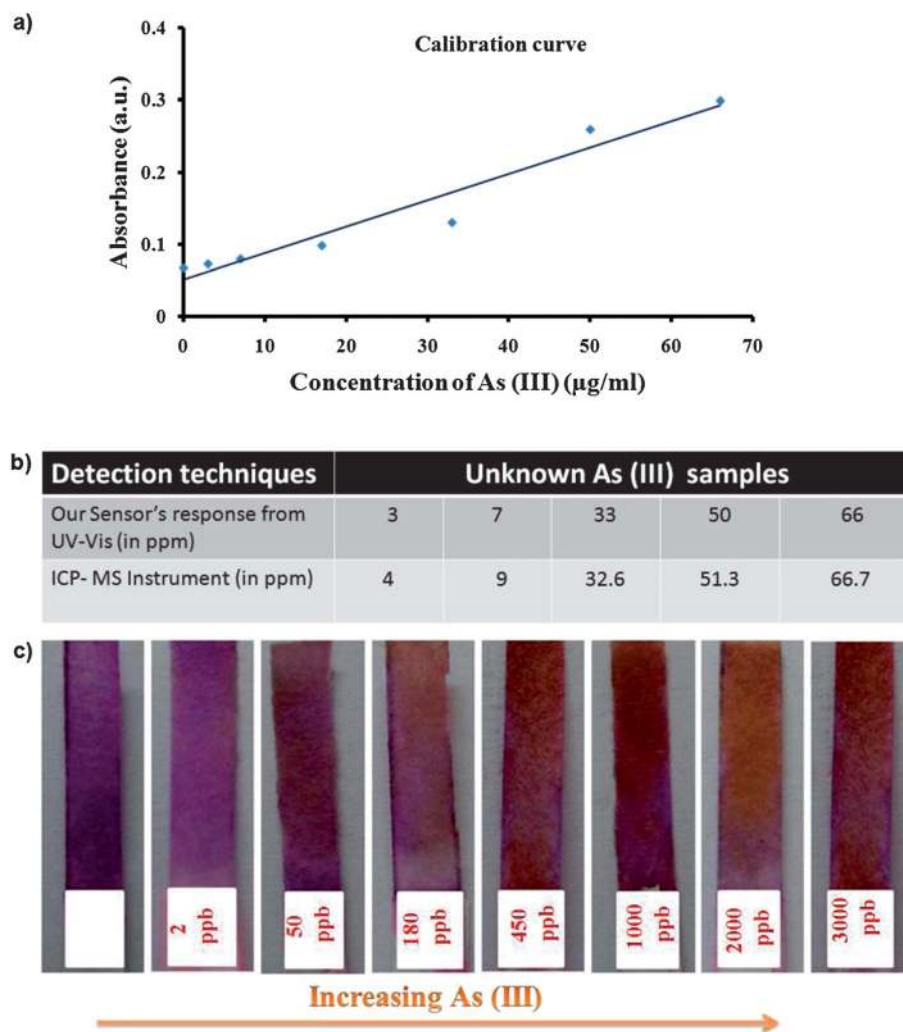 a)
Calibration curve
Absorbance (a.u.)
0.4
0.3
0.2
0.1
0
0 10 20 30 40 50 60 70
Concentration of As (III) (µg/ml)
b)
Detection techniques Unknown As (III) samples
Our Sensor's response from
UV-Vis (in ppm) 3 7 33 50 66
ICP- MS Instrument (in ppm) 4 9 32.6 51.3 66.7
c)
2 ppb
50 ppb
180 ppb
450 ppb
1000 ppb
2000 ppb
3000 ppb
Increasing As (III)